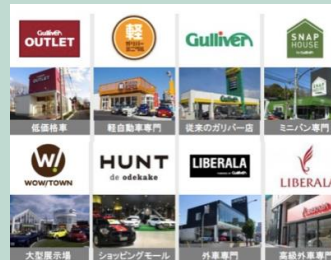 Gulliver
OUTLET
軽
Gulliver
SNAP
HOUSE
低価格車
軽自動車専門
従来のガリバー店
ミニバン専門
W!
WOW!TOWN
HUNT
de odekake
LIBERALA
LIBERALA
大型展示場
ショッピングモール
外車専門
高級外車専門